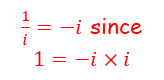 1/i = −i since
1 = −i × i